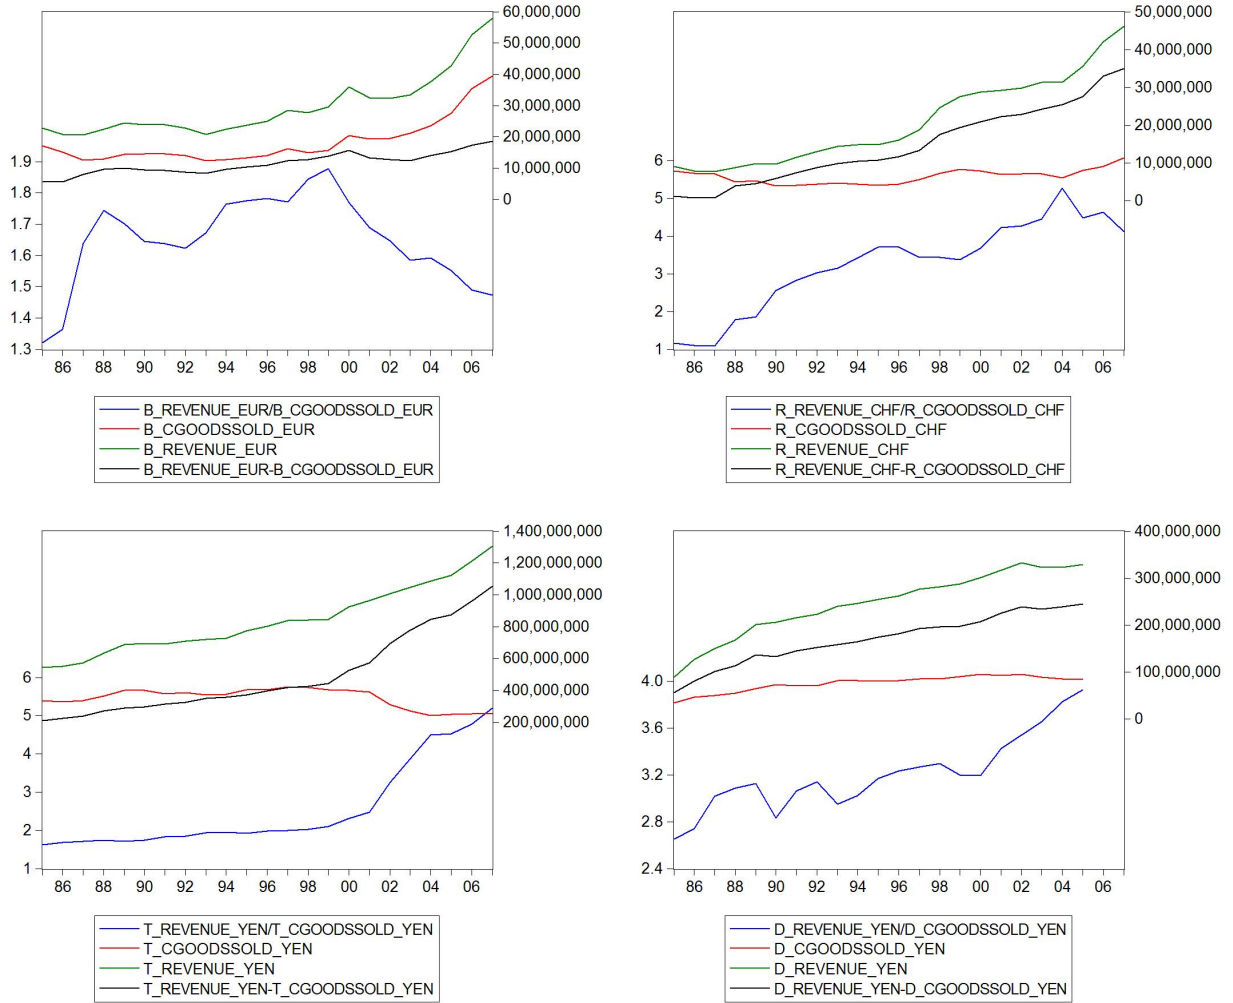 60,000,000
50,000,000
40,000,000
30,000,000
20,000,000
10,000,000
0
1.9
1.8
1.7
1.6
1.5
1.4
1.3
86 88 90 92 94 96 98 00 02 04 06
B_REVENUE_EUR/B_CGOODSSOLD_EUR
B_CGOODSSOLD_EUR
B_REVENUE_EUR
B_REVENUE_EUR-B_CGOODSSOLD_EUR
50,000,000
40,000,000
30,000,000
20,000,000
10,000,000
0
6
5
4
3
2
1
86 88 90 92 94 96 98 00 02 04 06
R_REVENUE_CHF/R_CGOODSSOLD_CHF
R_CGOODSSOLD_CHF
R_REVENUE_CHF
R_REVENUE_CHF-R_CGOODSSOLD_CHF
1,400,000,000
1,200,000,000
1,000,000,000
800,000,000
600,000,000
400,000,000
200,000,000
6
5
4
3
2
1
86 88 90 92 94 96 98 00 02 04 06
T_REVENUE_YEN/T_CGOODSSOLD_YEN
T_CGOODSSOLD_YEN
T_REVENUE_YEN
T_REVENUE_YEN-T_CGOODSSOLD_YEN
400,000,000
300,000,000
200,000,000
100,000,000
0
4.0
3.6
3.2
2.8
2.4
86 88 90 92 94 96 98 00 02 04 06
D_REVENUE_YEN/D_CGOODSSOLD_YEN
D_CGOODSSOLD_YEN
D_REVENUE_YEN
D_REVENUE_YEN-D_CGOODSSOLD_YEN